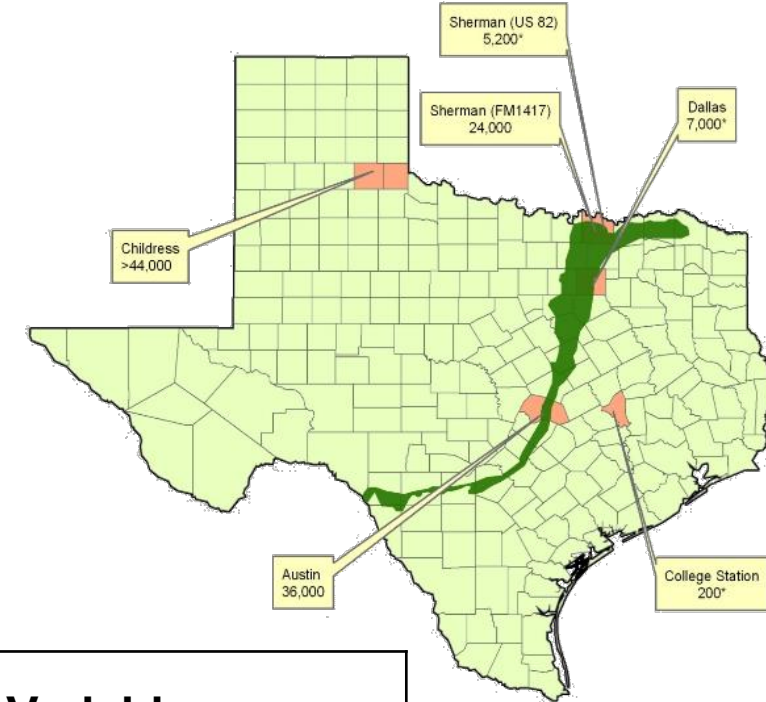 Sherman (US 82)
5,200*
Sherman (FM1417)
24,000
Dallas
7,000*
Childress
>44,000
Austin
36,000
College Station
200*